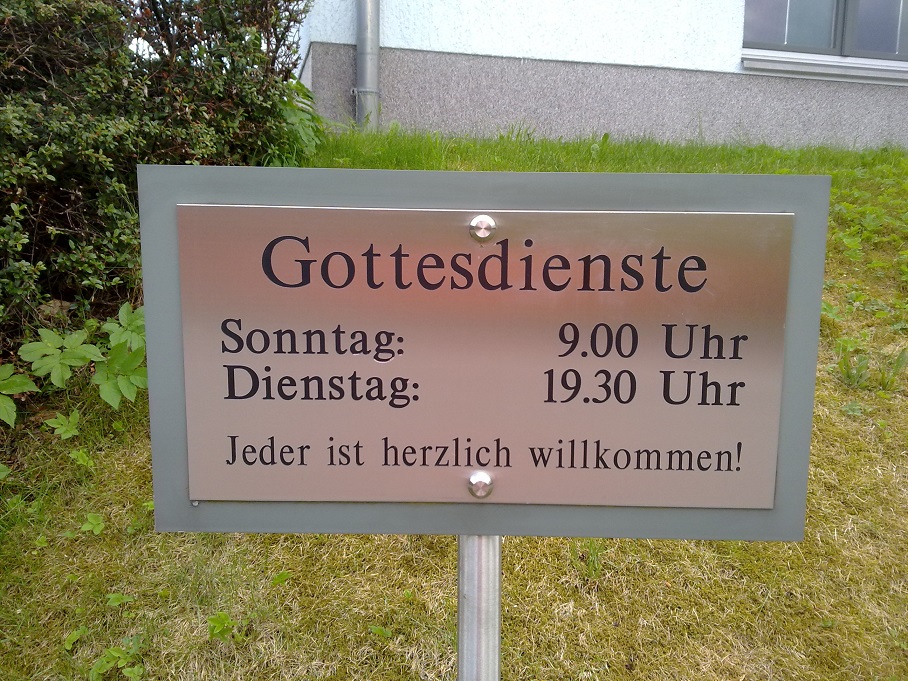 Gottesdienste
Sonntag: 9.00 Uhr
Dienstag: 19.30 Uhr
Jeder ist herzlich willkommen!